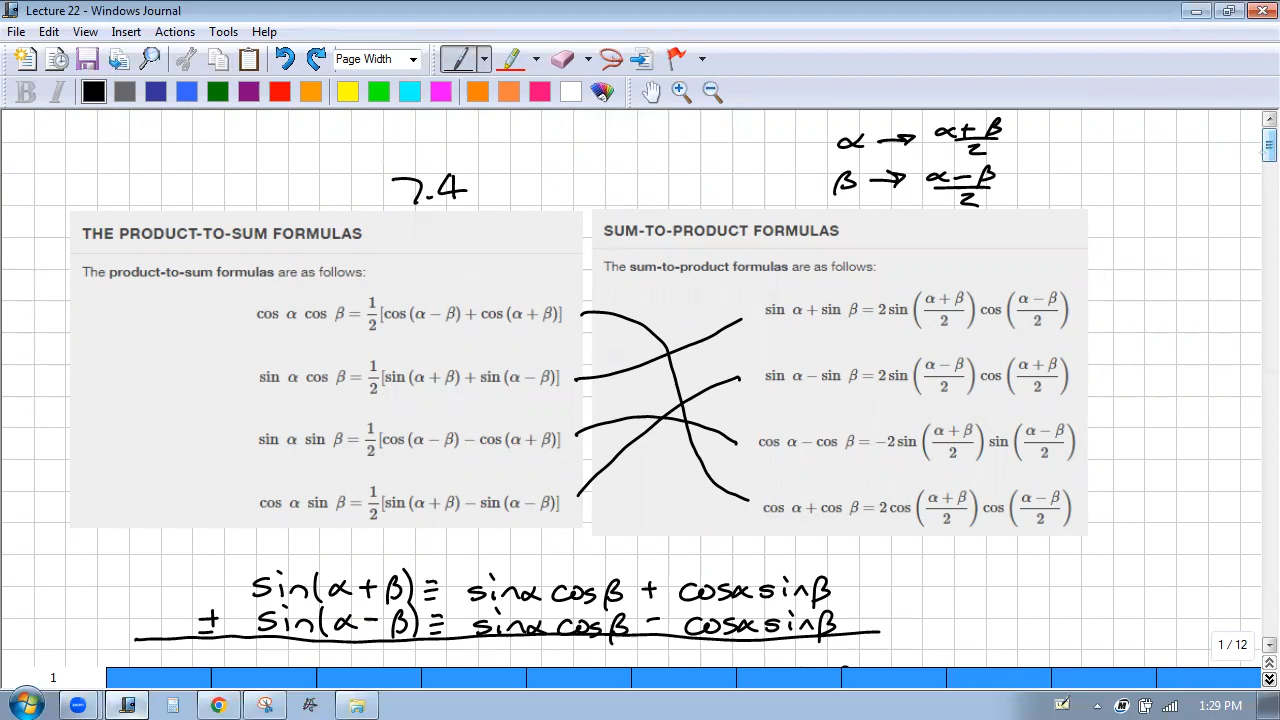 Lecture 22 - Windows Journal
File Edit View Insert Actions Tools Help
Page Width
B I
α → α+β/2
β → α−β/2
7.4
THE PRODUCT-TO-SUM FORMULAS
The product-to-sum formulas are as follows:
cos α cos β = 1/2[cos (α − β) + cos (α + β)]
sin α cos β = 1/2[sin (α + β) + sin (α − β)]
sin α sin β = 1/2[cos (α − β) − cos (α + β)]
cos α sin β = 1/2[sin (α + β) − sin (α − β)]
SUM-TO-PRODUCT FORMULAS
The sum-to-product formulas are as follows:
sin α + sin β = 2 sin (α + β/2) cos (α − β/2)
sin α − sin β = 2 sin (α − β/2) cos (α + β/2)
cos α − cos β = −2 sin (α + β/2) sin (α − β/2)
cos α + cos β = 2 cos (α + β/2) cos (α − β/2)
sin(α + β) ≡ sinα cosβ + cosα sinβ
± sin(α − β) ≡ sinα cosβ − cosα sinβ
1 / 12
1
1:29 PM